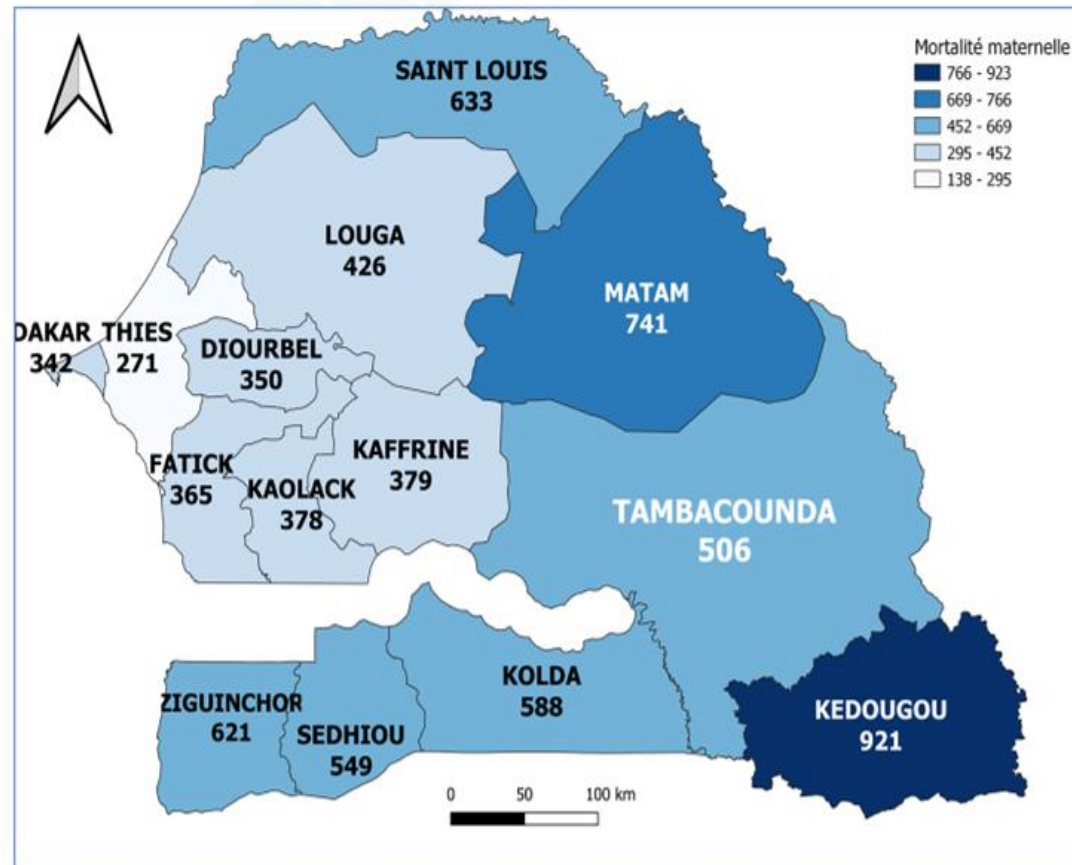 Mortalité maternelle
766 - 923
669 - 766
452 - 669
295 - 452
138 - 295
SAINT LOUIS
633
LOUGA
426
MATAM
741
DAKAR
342
THIES
271
DIOURBEL
350
FATICK
365
KAOLACK
378
KAFFRINE
379
TAMBACOUNDA
506
ZIGUINCHOR
621
SEDHIOU
549
KOLDA
588
KEDOUGOU
921
0 50 100 km